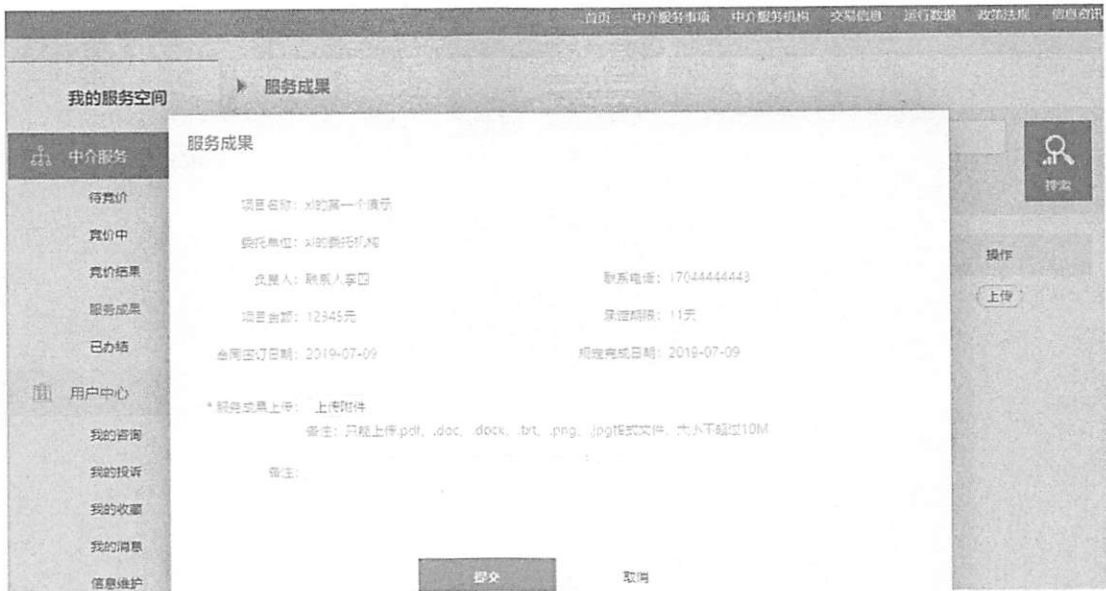 首页 中介服务事项 中介服务机构 交易信息 运行数据 政策法规 信息资讯
我的服务空间
服务成果
中介服务
搜索
待竞价
竞价中
竞价结果
服务成果
已办结
用户中心
我的咨询
我的投诉
我的收藏
我的消息
信息维护
操作
上传
服务成果
项目名称：xl的第一个演示
委托单位：xl的委托机构
负责人：联系人李四 联系电话：17044444443
项目金额：12345元 承诺期限：11天
合同签订日期：2019-07-09 规定完成日期：2019-07-09
*服务成果上传： 上传附件
备注：只能上传.pdf、.doc、.docx、.txt、.png、.jpg格式文件，大小不超过10M
备注：
提交 取消